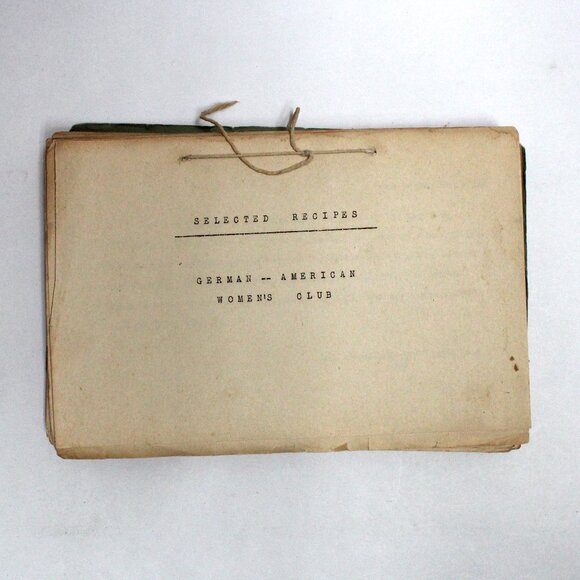 SELECTED RECIPES
GERMAN -- AMERICAN
WOMEN'S CLUB